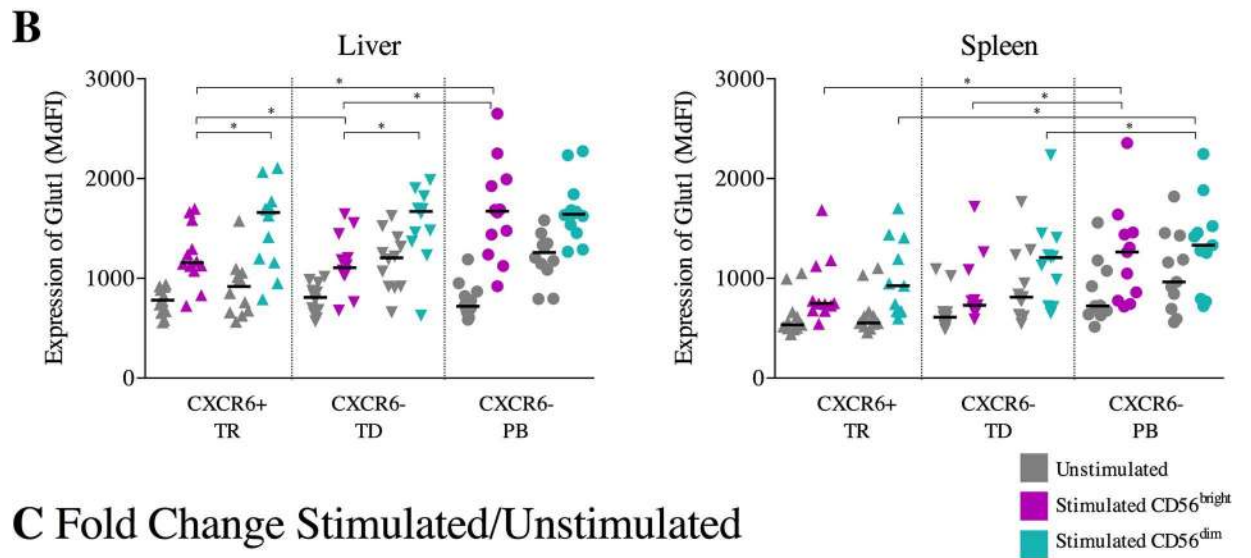 B
Liver
Expression of Glut1 (MdFI)
3000
2000
1000
0
*
*
*
*
*
CXCR6+
TR
CXCR6-
TD
CXCR6-
PB
Spleen
Expression of Glut1 (MdFI)
3000
2000
1000
0
*
*
*
*
CXCR6+
TR
CXCR6-
TD
CXCR6-
PB
Unstimulated
Stimulated CD56bright
Stimulated CD56dim
C Fold Change Stimulated/Unstimulated